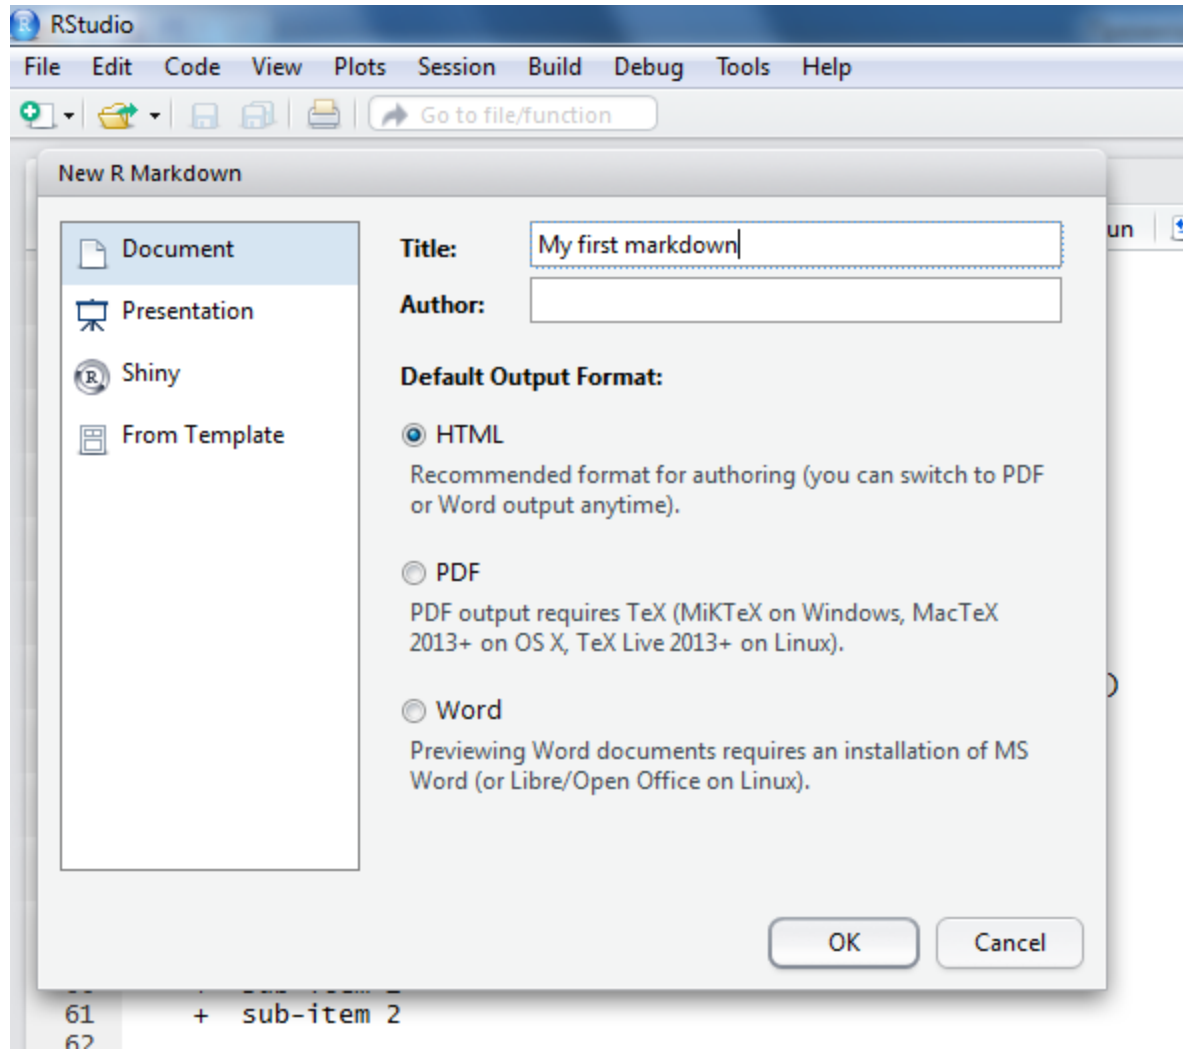 RStudio
File Edit Code View Plots Session Build Debug Tools Help
Go to file/function
New R Markdown
un
Document
Presentation
Shiny
From Template
Title: My first markdown
Author:
Default Output Format:
HTML
Recommended format for authoring (you can switch to PDF
or Word output anytime).
PDF
PDF output requires TeX (MiKTeX on Windows, MacTeX
2013+ on OS X, TeX Live 2013+ on Linux).
)
Word
Previewing Word documents requires an installation of MS
Word (or Libre/Open Office on Linux).
OK Cancel
61 + sub-item 2
62